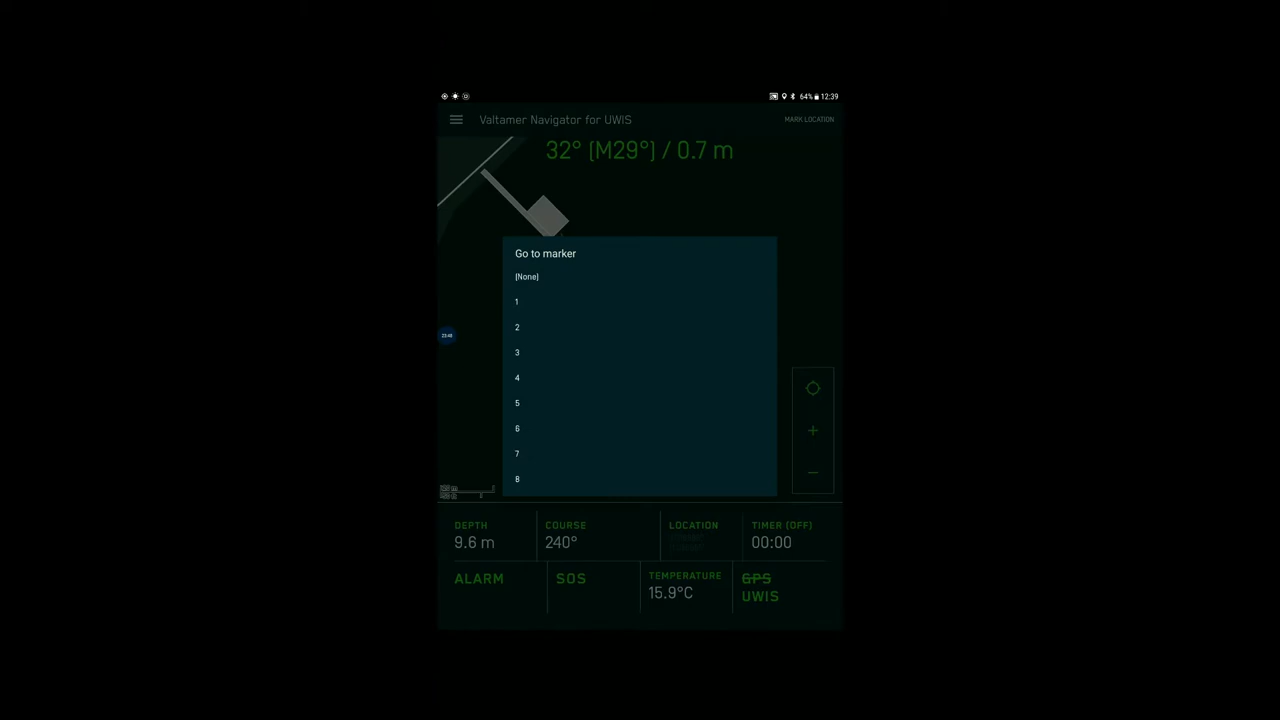 64% 12:39
Valtamer Navigator for UWIS
MARK LOCATION
32° (M29°) / 0.7 m
Go to marker
(None)
1
2
3
4
5
6
7
8
23:48
+
−
DEPTH
9.6 m
COURSE
240°
LOCATION
TIMER (OFF)
00:00
ALARM
SOS
TEMPERATURE
15.9°C
GPS
UWIS